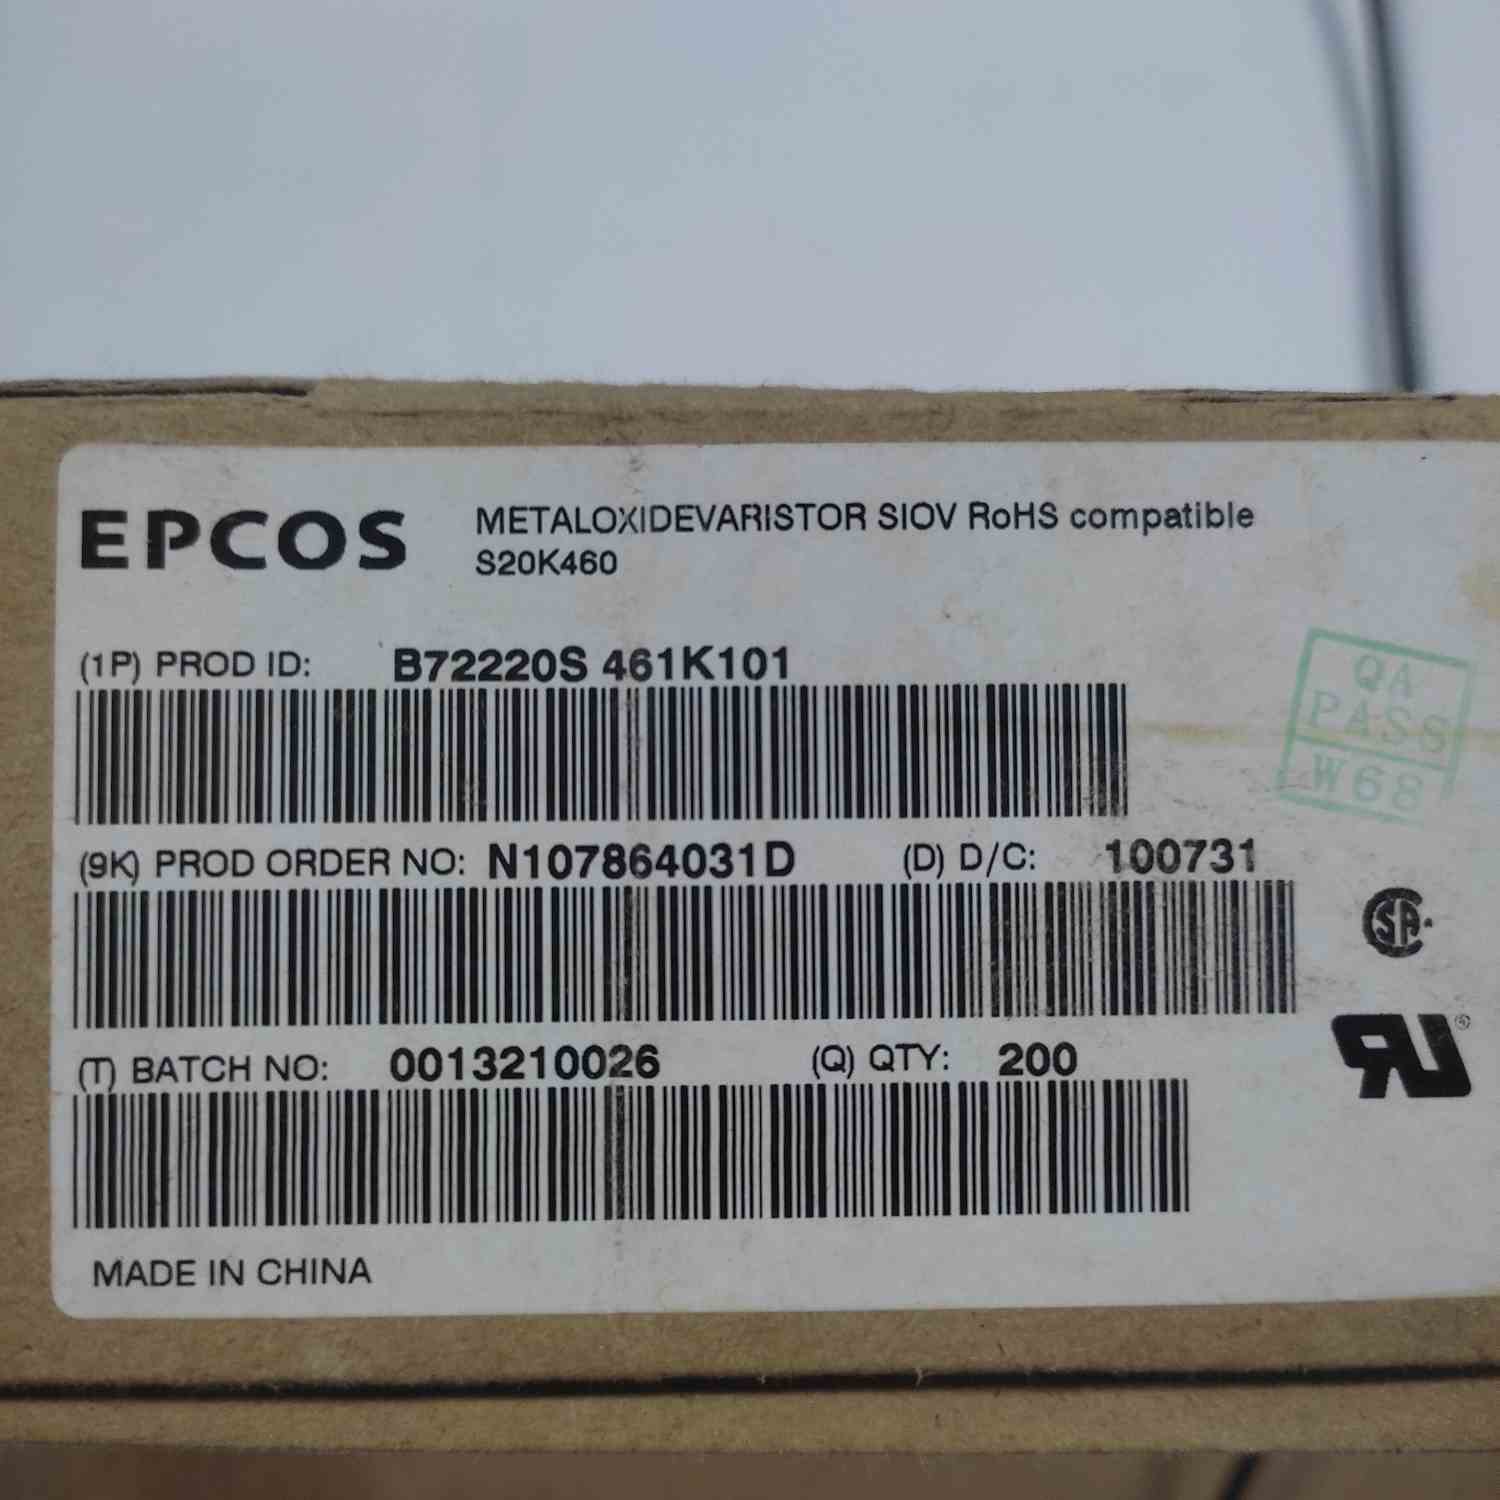 EPCOS
METALOXIDEVARISTOR SIOV RoHS compatible
S20K460
(1P) PROD ID: B72220S 461K101
QA
PASS
W68
(9K) PROD ORDER NO: N107864031D (D) D/C: 100731
(T) BATCH NO: 0013210026 (Q) QTY: 200
MADE IN CHINA